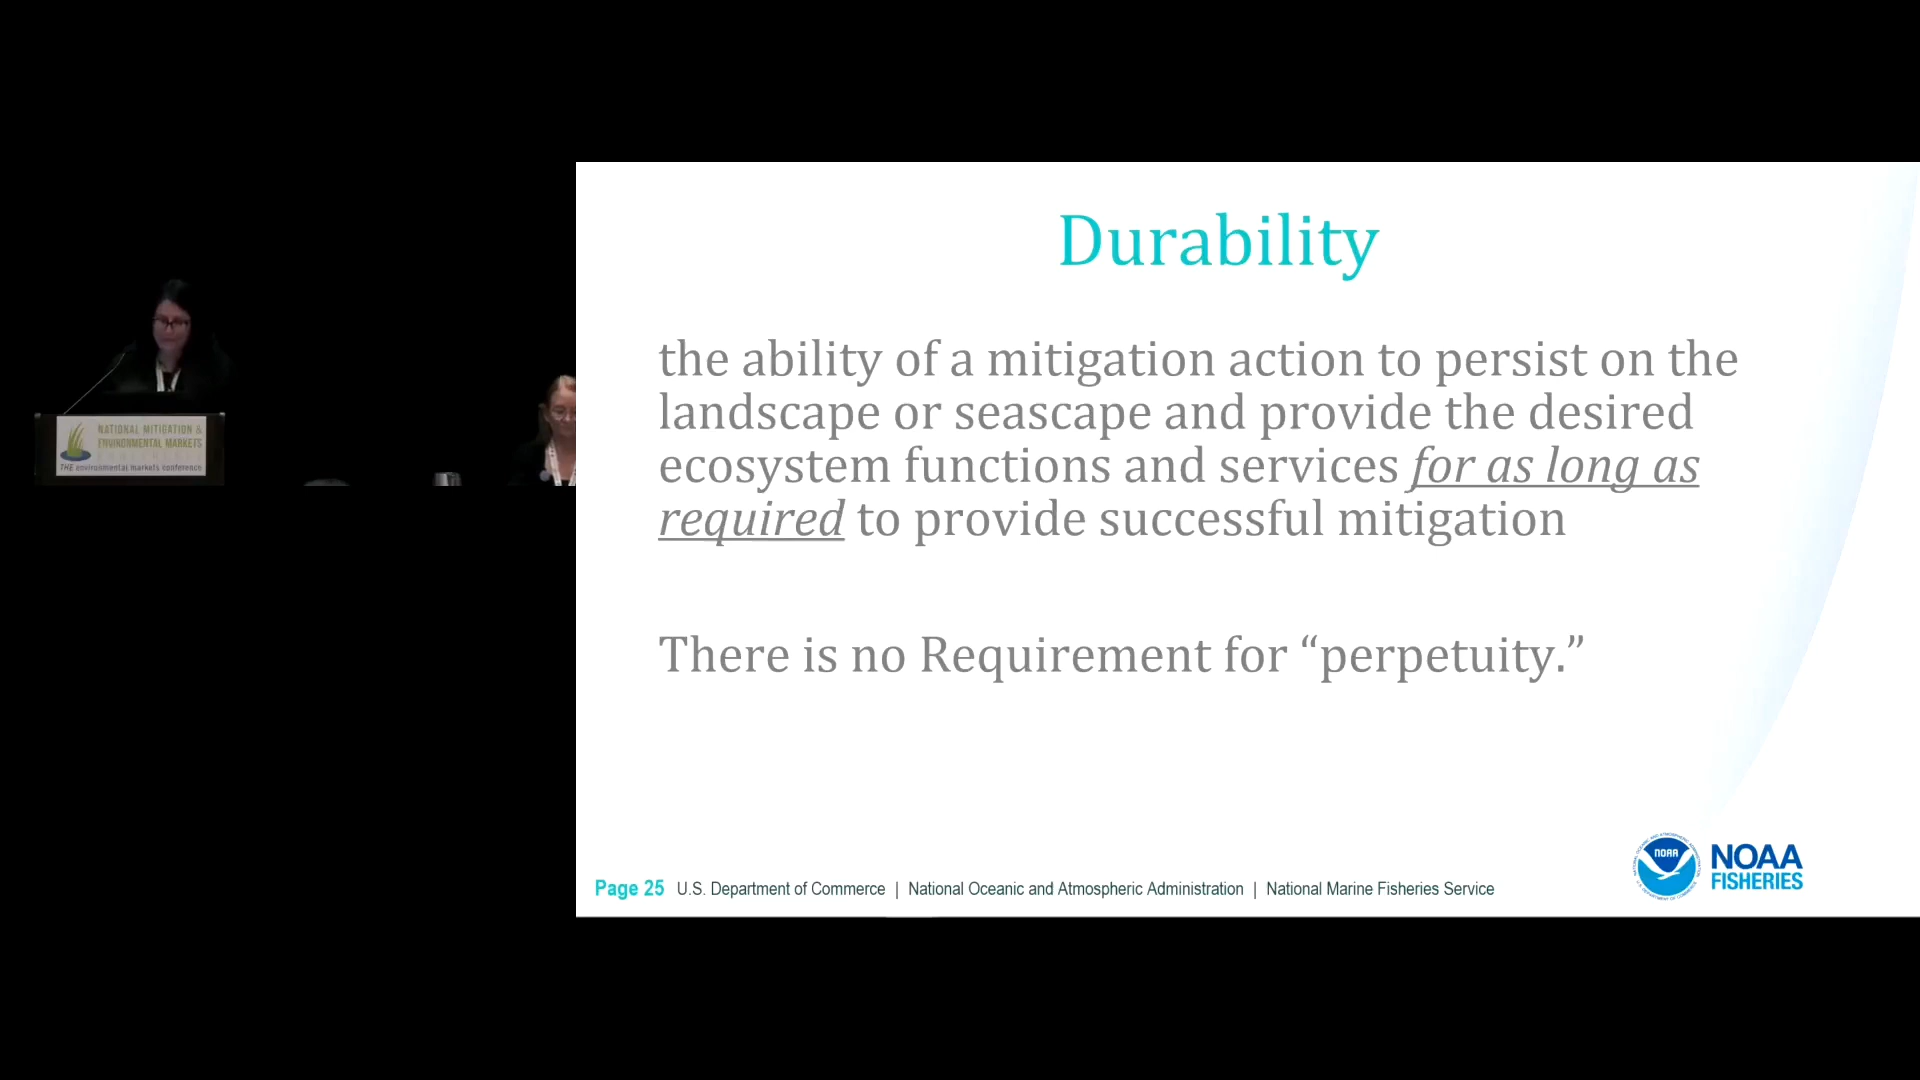 NATIONAL MITIGATION &
ENVIRONMENTAL MARKETS
THE environmental markets conference
Durability
the ability of a mitigation action to persist on the
landscape or seascape and provide the desired
ecosystem functions and services for as long as
required to provide successful mitigation
There is no Requirement for “perpetuity.”
Page 25 U.S. Department of Commerce | National Oceanic and Atmospheric Administration | National Marine Fisheries Service
NOAA
NOAA
FISHERIES